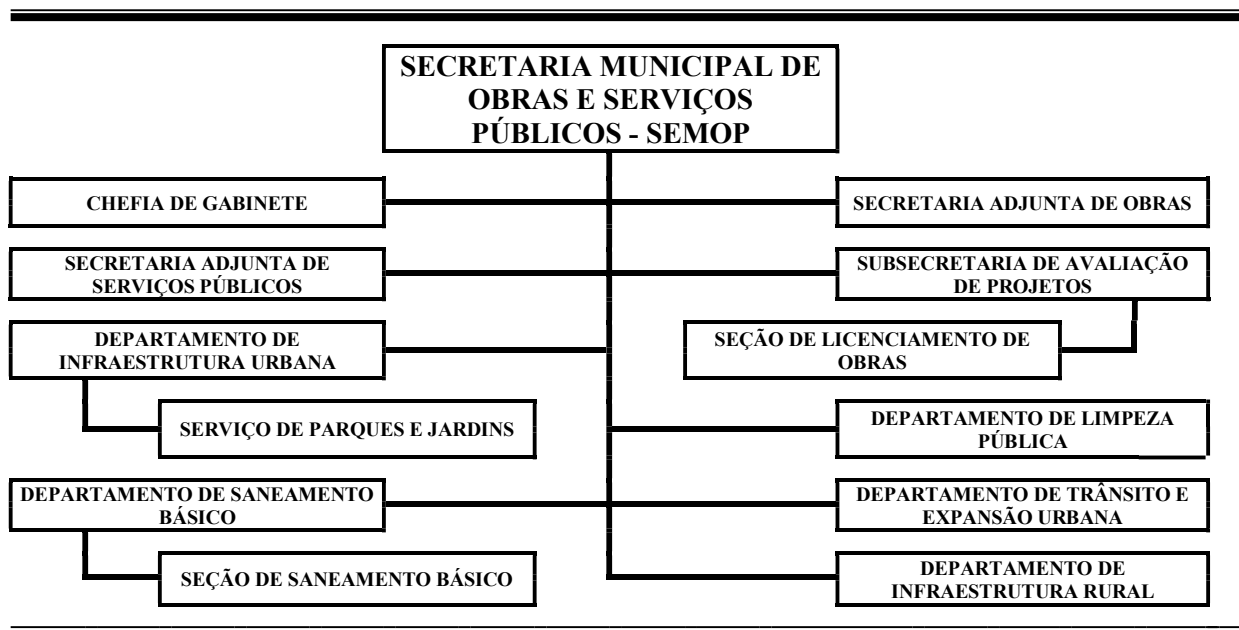 SECRETARIA MUNICIPAL DE
OBRAS E SERVIÇOS
PÚBLICOS - SEMOP
CHEFIA DE GABINETE
SECRETARIA ADJUNTA DE OBRAS
SECRETARIA ADJUNTA DE
SERVIÇOS PÚBLICOS
SUBSECRETARIA DE AVALIAÇÃO
DE PROJETOS
DEPARTAMENTO DE
INFRAESTRUTURA URBANA
SEÇÃO DE LICENCIAMENTO DE
OBRAS
SERVIÇO DE PARQUES E JARDINS
DEPARTAMENTO DE LIMPEZA
PÚBLICA
DEPARTAMENTO DE SANEAMENTO
BÁSICO
DEPARTAMENTO DE TRÂNSITO E
EXPANSÃO URBANA
SEÇÃO DE SANEAMENTO BÁSICO
DEPARTAMENTO DE
INFRAESTRUTURA RURAL